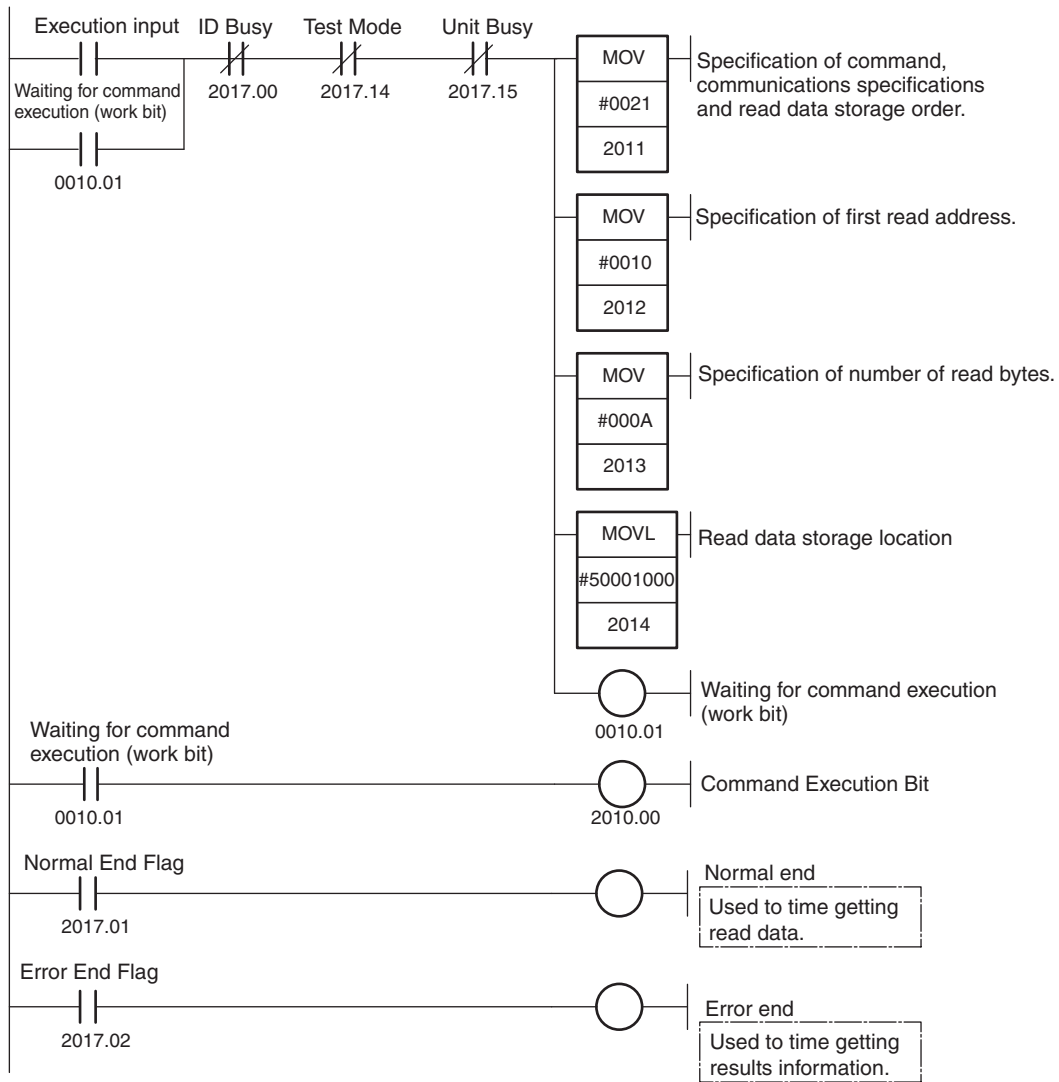 Execution input
ID Busy
Test Mode
Unit Busy
2017.00
2017.14
2017.15
Waiting for command
execution (work bit)
0010.01
MOV
#0021
2011
Specification of command,
communications specifications
and read data storage order.
MOV
#0010
2012
Specification of first read address.
MOV
#000A
2013
Specification of number of read bytes.
MOVL
#50001000
2014
Read data storage location
0010.01
Waiting for command execution
(work bit)
Waiting for command
execution (work bit)
0010.01
2010.00
Command Execution Bit
Normal End Flag
2017.01
Normal end
Used to time getting
read data.
Error End Flag
2017.02
Error end
Used to time getting
results information.